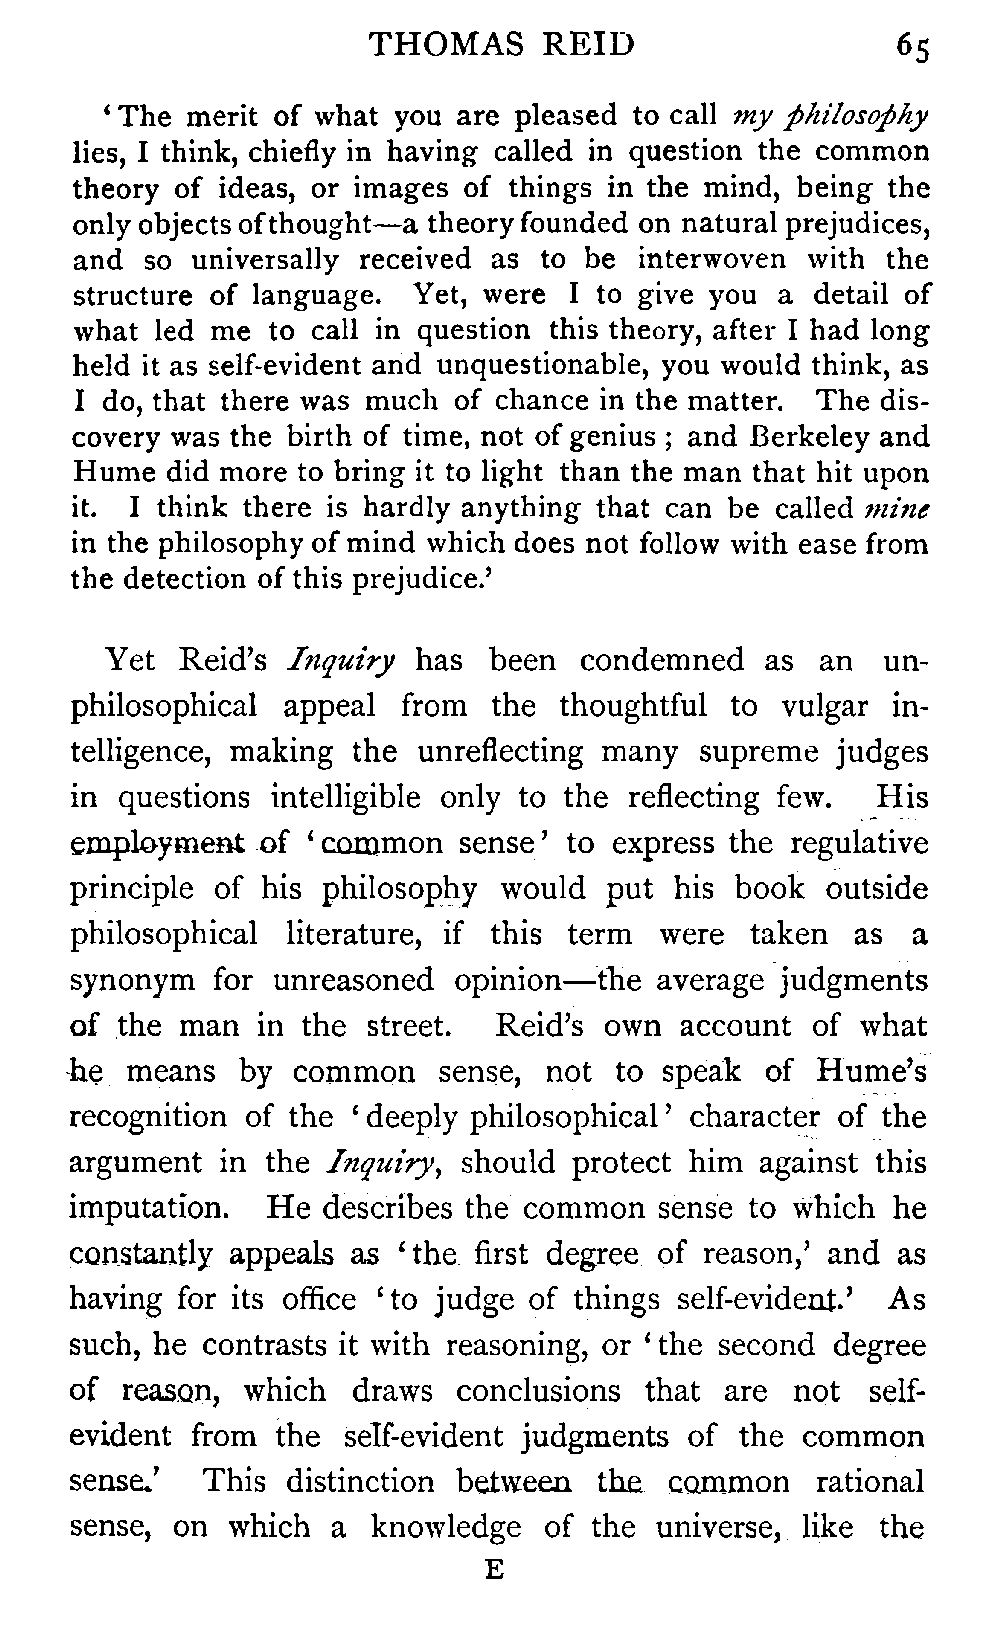 THOMAS REID 65
‘The merit of what you are pleased to call my philosophy
lies, I think, chiefly in having called in question the common
theory of ideas, or images of things in the mind, being the
only objects of thought—a theory founded on natural prejudices,
and so universally received as to be interwoven with the
structure of language. Yet, were I to give you a detail of
what led me to call in question this theory, after I had long
held it as self-evident and unquestionable, you would think, as
I do, that there was much of chance in the matter. The dis-
covery was the birth of time, not of genius ; and Berkeley and
Hume did more to bring it to light than the man that hit upon
it. I think there is hardly anything that can be called mine
in the philosophy of mind which does not follow with ease from
the detection of this prejudice.’
Yet Reid’s Inquiry has been condemned as an un-
philosophical appeal from the thoughtful to vulgar in-
telligence, making the unreflecting many supreme judges
in questions intelligible only to the reflecting few. His
employment of ‘common sense’ to express the regulative
principle of his philosophy would put his book outside
philosophical literature, if this term were taken as a
synonym for unreasoned opinion—the average judgments
of the man in the street. Reid’s own account of what
he means by common sense, not to speak of Hume’s
recognition of the ‘deeply philosophical’ character of the
argument in the Inquiry, should protect him against this
imputation. He describes the common sense to which he
constantly appeals as ‘the first degree of reason,’ and as
having for its office ‘to judge of things self-evident.’ As
such, he contrasts it with reasoning, or ‘the second degree
of reason, which draws conclusions that are not self-
evident from the self-evident judgments of the common
sense.’ This distinction between the common rational
sense, on which a knowledge of the universe, like the
E